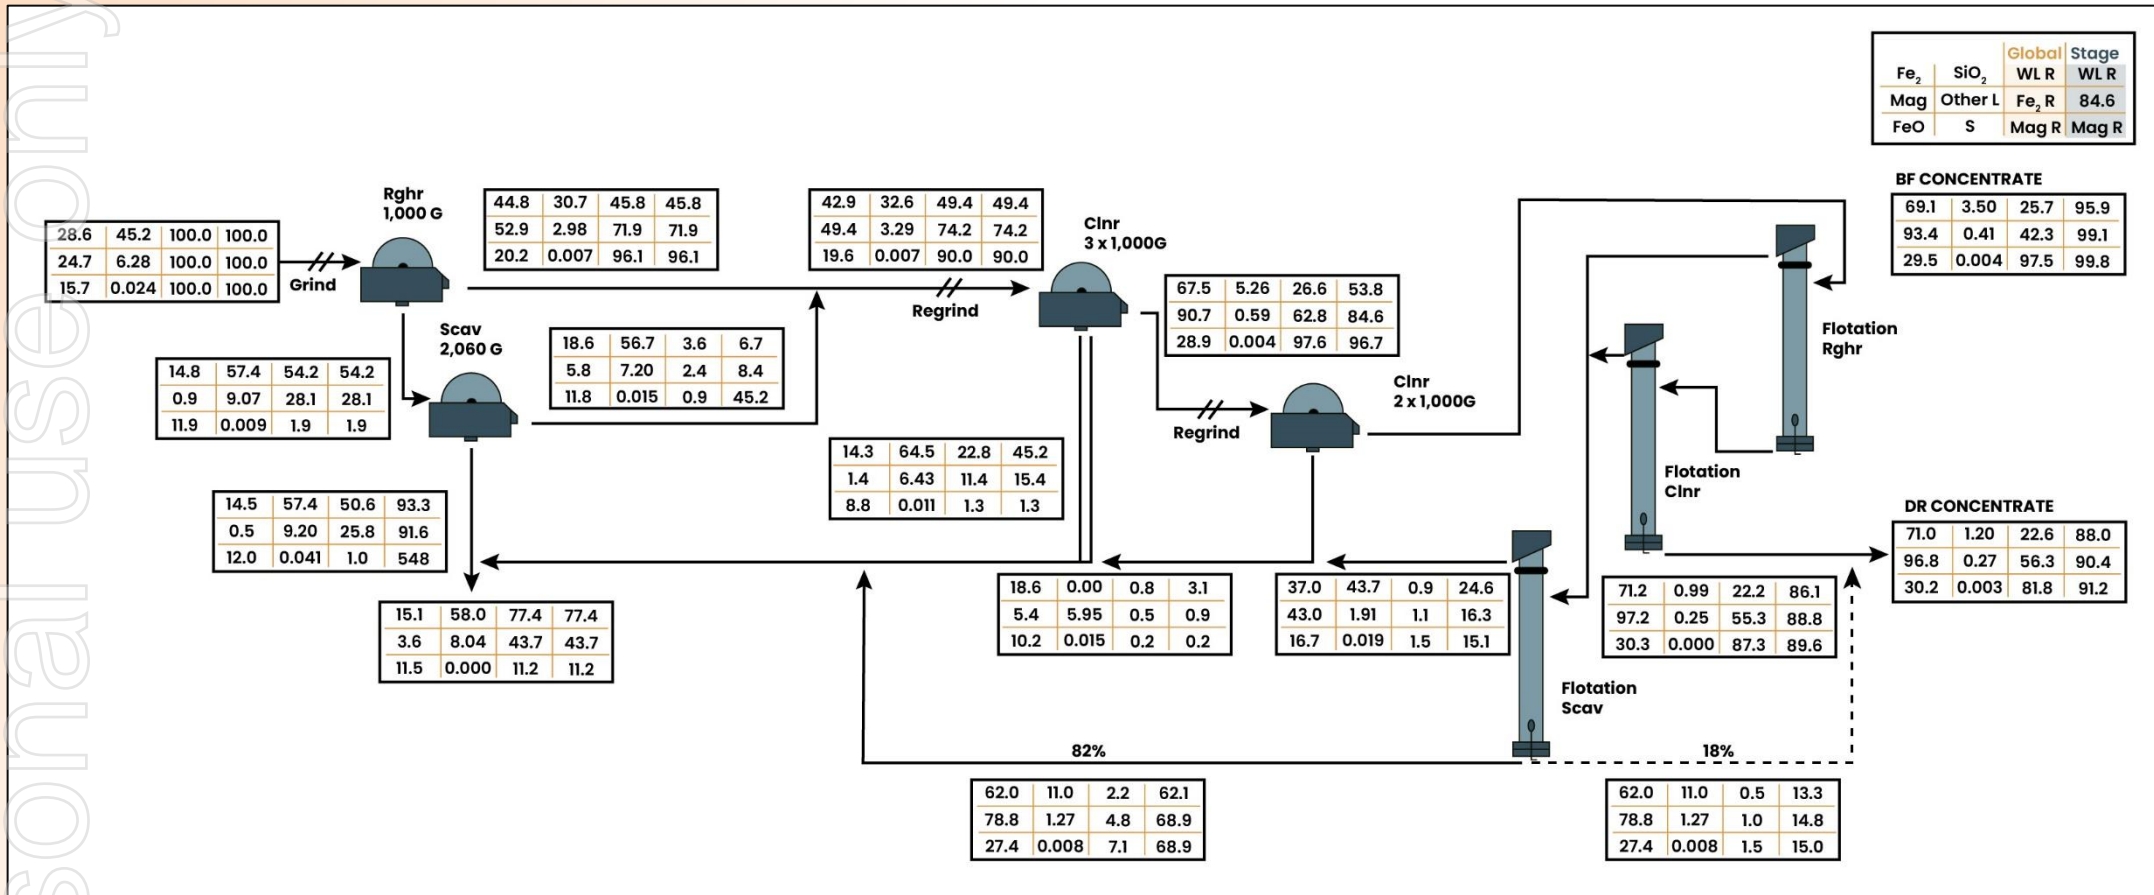 Personal use only
Global Stage
Fe2 SiO2 WL R WL R
Mag Other L Fe2 R 84.6
FeO S Mag R Mag R
BF CONCENTRATE
69.1 3.50 25.7 95.9
93.4 0.41 42.3 99.1
29.5 0.004 97.5 99.8
Rghr
1,000 G
44.8 30.7 45.8 45.8
52.9 2.98 71.9 71.9
20.2 0.007 96.1 96.1
42.9 32.6 49.4 49.4
49.4 3.29 74.2 74.2
19.6 0.007 90.0 90.0
Clnr
3 x 1,000G
28.6 45.2 100.0 100.0
24.7 6.28 100.0 100.0
15.7 0.024 100.0 100.0
Grind
Regrind
67.5 5.26 26.6 53.8
90.7 0.59 62.8 84.6
28.9 0.004 97.6 96.7
Scav
2,060 G
18.6 56.7 3.6 6.7
5.8 7.20 2.4 8.4
11.8 0.015 0.9 45.2
Flotation
Rghr
14.8 57.4 54.2 54.2
0.9 9.07 28.1 28.1
11.9 0.009 1.9 1.9
Clnr
2 x 1,000G
Regrind
14.3 64.5 22.8 45.2
1.4 6.43 11.4 15.4
8.8 0.011 1.3 1.3
Flotation
Clnr
14.5 57.4 50.6 93.3
0.5 9.20 25.8 91.6
12.0 0.041 1.0 548
DR CONCENTRATE
71.0 1.20 22.6 88.0
96.8 0.27 56.3 90.4
30.2 0.003 81.8 91.2
18.6 0.00 0.8 3.1
5.4 5.95 0.5 0.9
10.2 0.015 0.2 0.2
37.0 43.7 0.9 24.6
43.0 1.91 1.1 16.3
16.7 0.019 1.5 15.1
71.2 0.99 22.2 86.1
97.2 0.25 55.3 88.8
30.3 0.000 87.3 89.6
15.1 58.0 77.4 77.4
3.6 8.04 43.7 43.7
11.5 0.000 11.2 11.2
Flotation
Scav
82%
18%
62.0 11.0 2.2 62.1
78.8 1.27 4.8 68.9
27.4 0.008 7.1 68.9
62.0 11.0 0.5 13.3
78.8 1.27 1.0 14.8
27.4 0.008 1.5 15.0